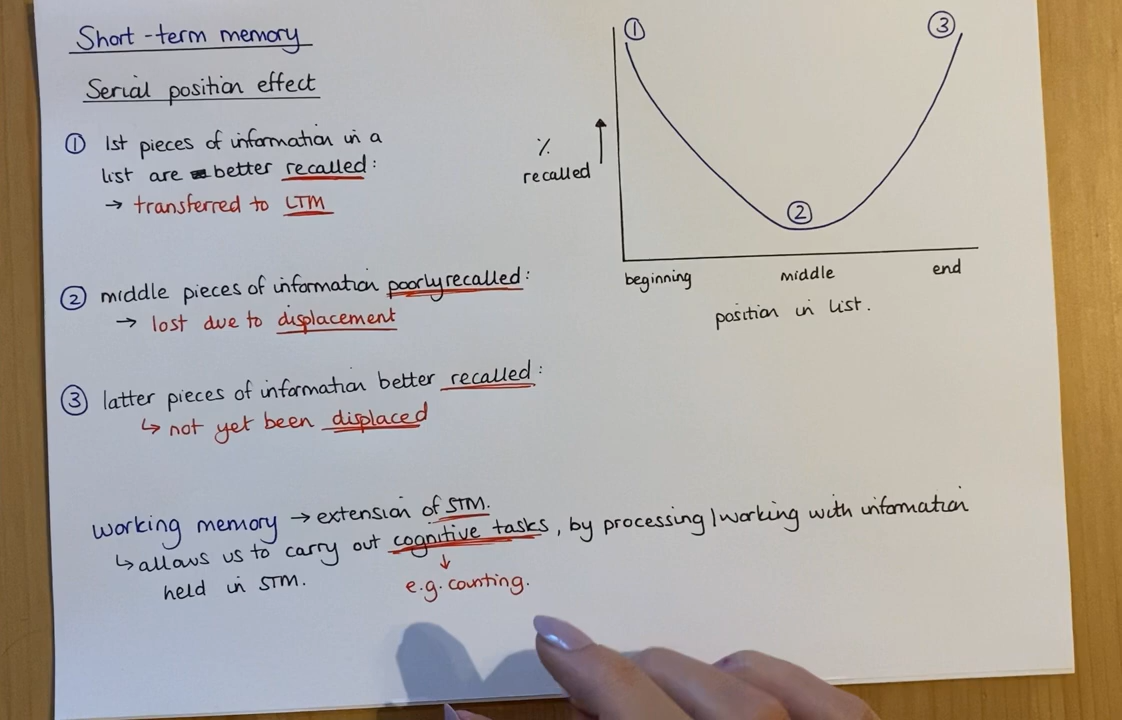 Short-term memory
Serial position effect
① 1st pieces of information in a
list are better recalled:
→ transferred to LTM
② middle pieces of information poorly recalled:
→ lost due to displacement
③ latter pieces of information better recalled:
↳ not yet been displaced
working memory → extension of STM.
↳ allows us to carry out cognitive tasks, by processing/working with information
held in STM.
↓
e.g. counting.
①
③
%
recalled
②
beginning middle end
position in list.